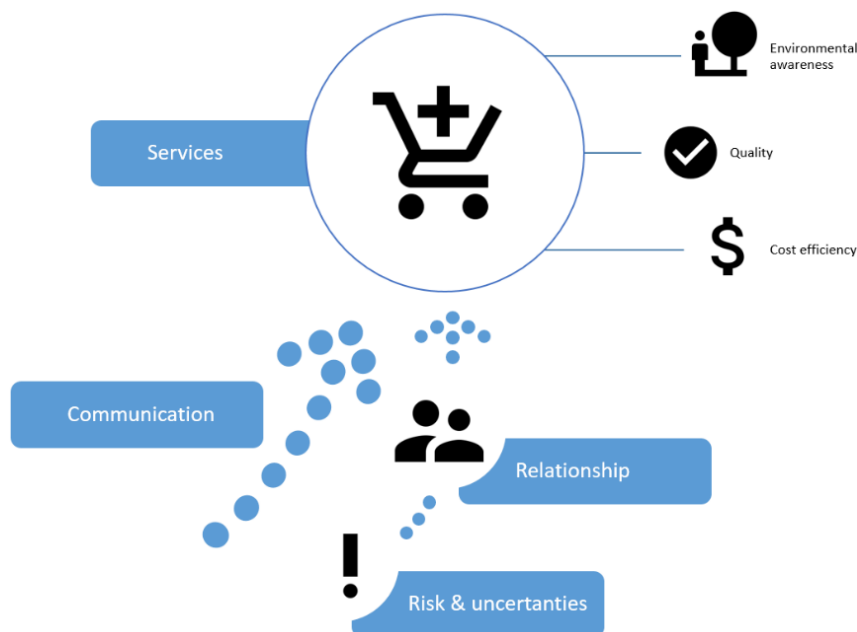 Environmental
awareness
Services
Quality
Cost efficiency
Communication
Relationship
Risk & uncertanties